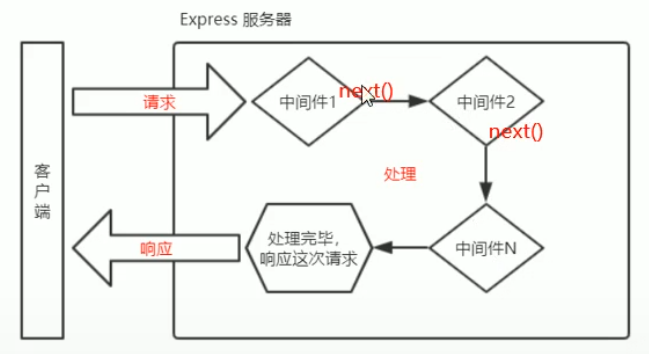 Express 服务器
请求
中间件1
next()
中间件2
next()
客户端
处理
处理完毕，
响应这次请求
中间件N
响应